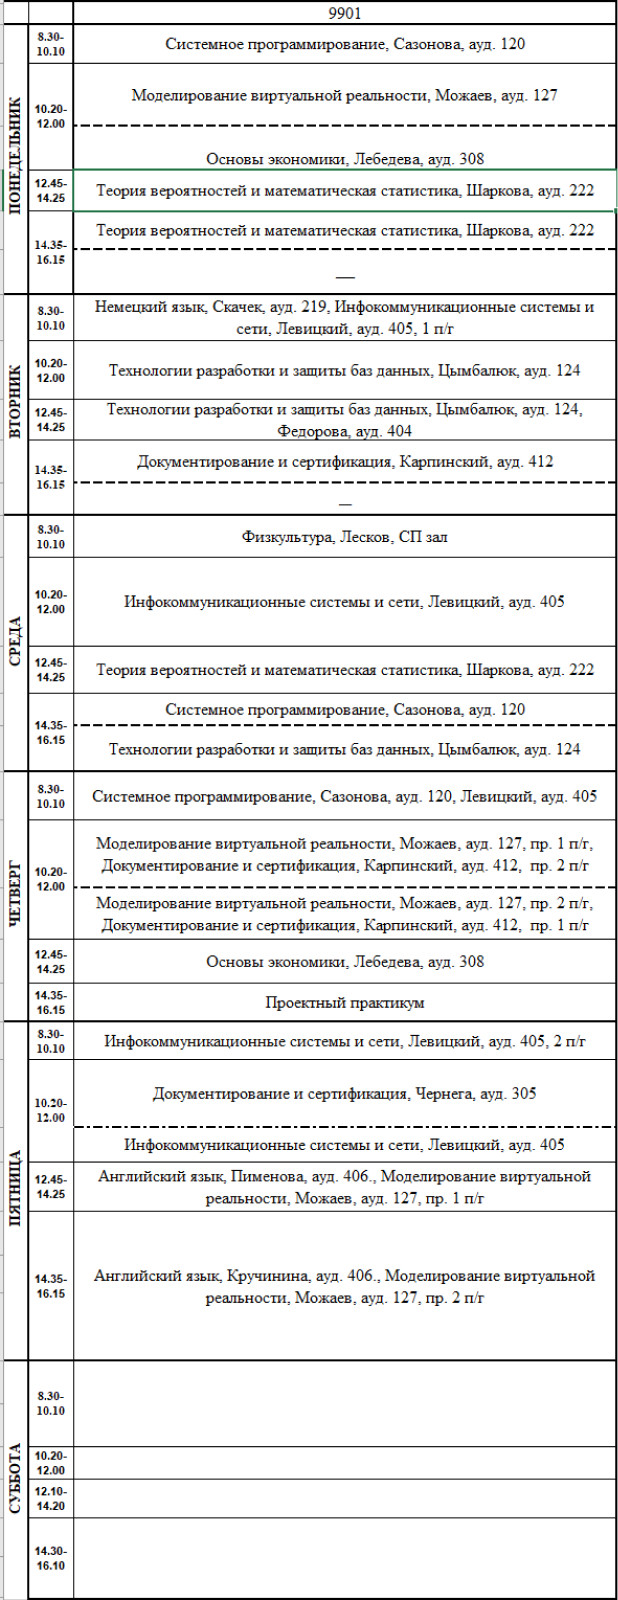 9901
ПОНЕДЕЛЬНИК
8.30-
10.10
Системное программирование, Сазонова, ауд. 120
10.20-
12.00
Моделирование виртуальной реальности, Можаев, ауд. 127
Основы экономики, Лебедева, ауд. 308
12.45-
14.25
Теория вероятностей и математическая статистика, Шаркова, ауд. 222
14.35-
16.15
Теория вероятностей и математическая статистика, Шаркова, ауд. 222
—
ВТОРНИК
8.30-
10.10
Немецкий язык, Скачек, ауд. 219, Инфокоммуникационные системы и
сети, Левицкий, ауд. 405, 1 п/г
10.20-
12.00
Технологии разработки и защиты баз данных, Цымбалюк, ауд. 124
12.45-
14.25
Технологии разработки и защиты баз данных, Цымбалюк, ауд. 124,
Федорова, ауд. 404
14.35-
16.15
Документирование и сертификация, Карпинский, ауд. 412
—
СРЕДА
8.30-
10.10
Физкультура, Лесков, СП зал
10.20-
12.00
Инфокоммуникационные системы и сети, Левицкий, ауд. 405
12.45-
14.25
Теория вероятностей и математическая статистика, Шаркова, ауд. 222
14.35-
16.15
Системное программирование, Сазонова, ауд. 120
Технологии разработки и защиты баз данных, Цымбалюк, ауд. 124
ЧЕТВЕРГ
8.30-
10.10
Системное программирование, Сазонова, ауд. 120, Левицкий, ауд. 405
10.20-
12.00
Моделирование виртуальной реальности, Можаев, ауд. 127, пр. 1 п/г,
Документирование и сертификация, Карпинский, ауд. 412, пр. 2 п/г
Моделирование виртуальной реальности, Можаев, ауд. 127, пр. 2 п/г,
Документирование и сертификация, Карпинский, ауд. 412, пр. 1 п/г
12.45-
14.25
Основы экономики, Лебедева, ауд. 308
14.35-
16.15
Проектный практикум
ПЯТНИЦА
8.30-
10.10
Инфокоммуникационные системы и сети, Левицкий, ауд. 405, 2 п/г
10.20-
12.00
Документирование и сертификация, Чернега, ауд. 305
Инфокоммуникационные системы и сети, Левицкий, ауд. 405
12.45-
14.25
Английский язык, Пименова, ауд. 406., Моделирование виртуальной
реальности, Можаев, ауд. 127, пр. 1 п/г
14.35-
16.15
Английский язык, Кручинина, ауд. 406., Моделирование виртуальной
реальности, Можаев, ауд. 127, пр. 2 п/г
СУББОТА
8.30-
10.10
10.20-
12.00
12.10-
14.20
14.30-
16.10